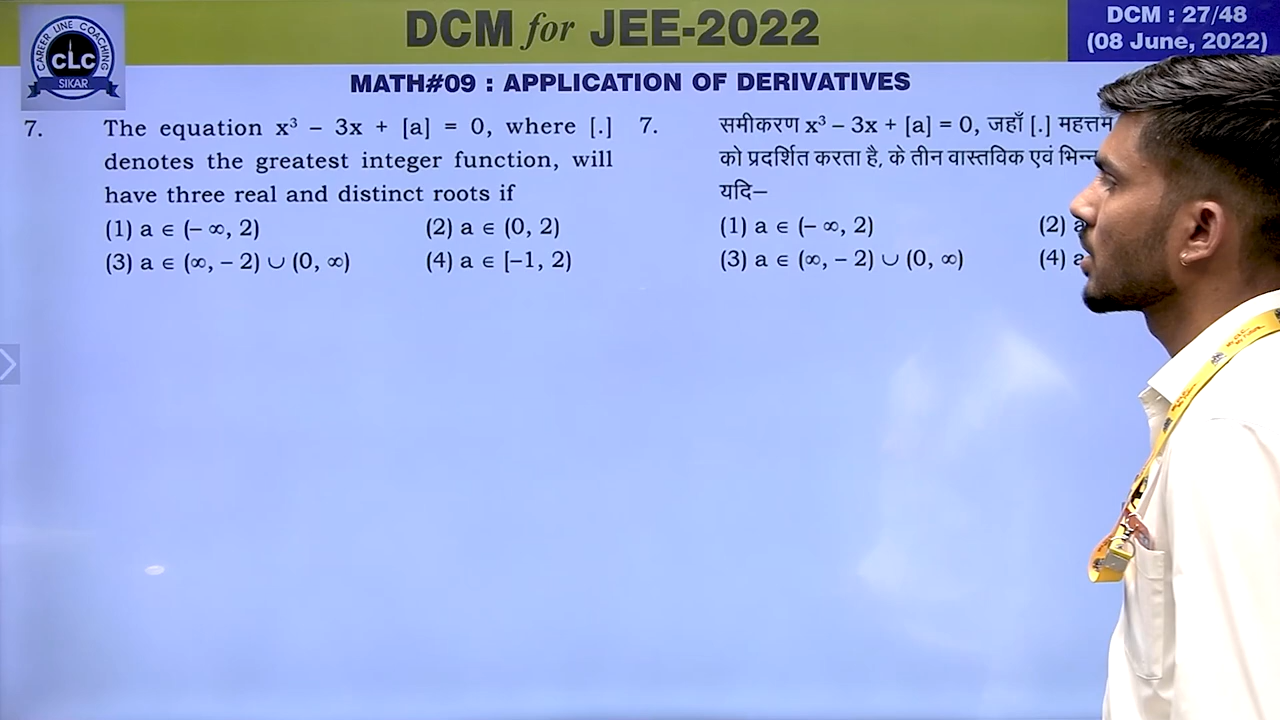 CAREER LINE COACHING
CLC
SIKAR
DCM for JEE-2022
DCM : 27/48
(08 June, 2022)
MATH#09 : APPLICATION OF DERIVATIVES
7. The equation x³ – 3x + [a] = 0, where [.]
denotes the greatest integer function, will
have three real and distinct roots if
(1) a ∈ (– ∞, 2) (2) a ∈ (0, 2)
(3) a ∈ (∞, – 2) ∪ (0, ∞) (4) a ∈ [–1, 2)
7. समीकरण x³ – 3x + [a] = 0, जहाँ [.] महत्तम
को प्रदर्शित करता है, के तीन वास्तविक एवं भिन्न
यदि–
(1) a ∈ (– ∞, 2) (2) a
(3) a ∈ (∞, – 2) ∪ (0, ∞) (4) a